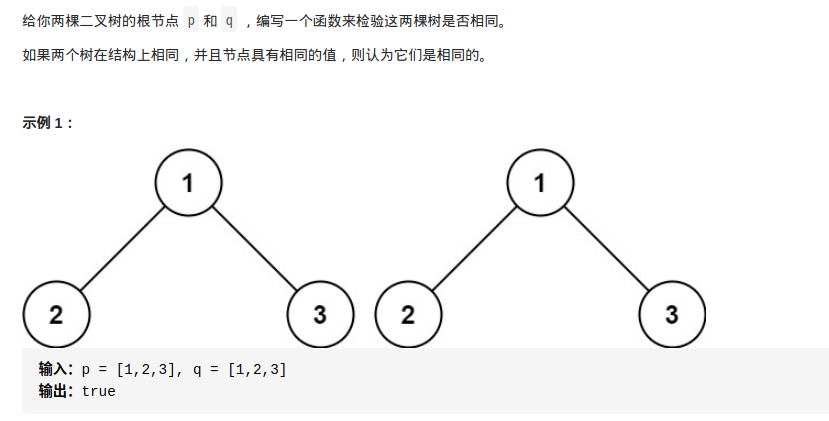 给你两棵二叉树的根节点 p 和 q ，编写一个函数来检验这两棵树是否相同。
如果两个树在结构上相同，并且节点具有相同的值，则认为它们是相同的。
示例 1：
1 1
2 3 2 3
输入：p = [1,2,3], q = [1,2,3]
输出：true